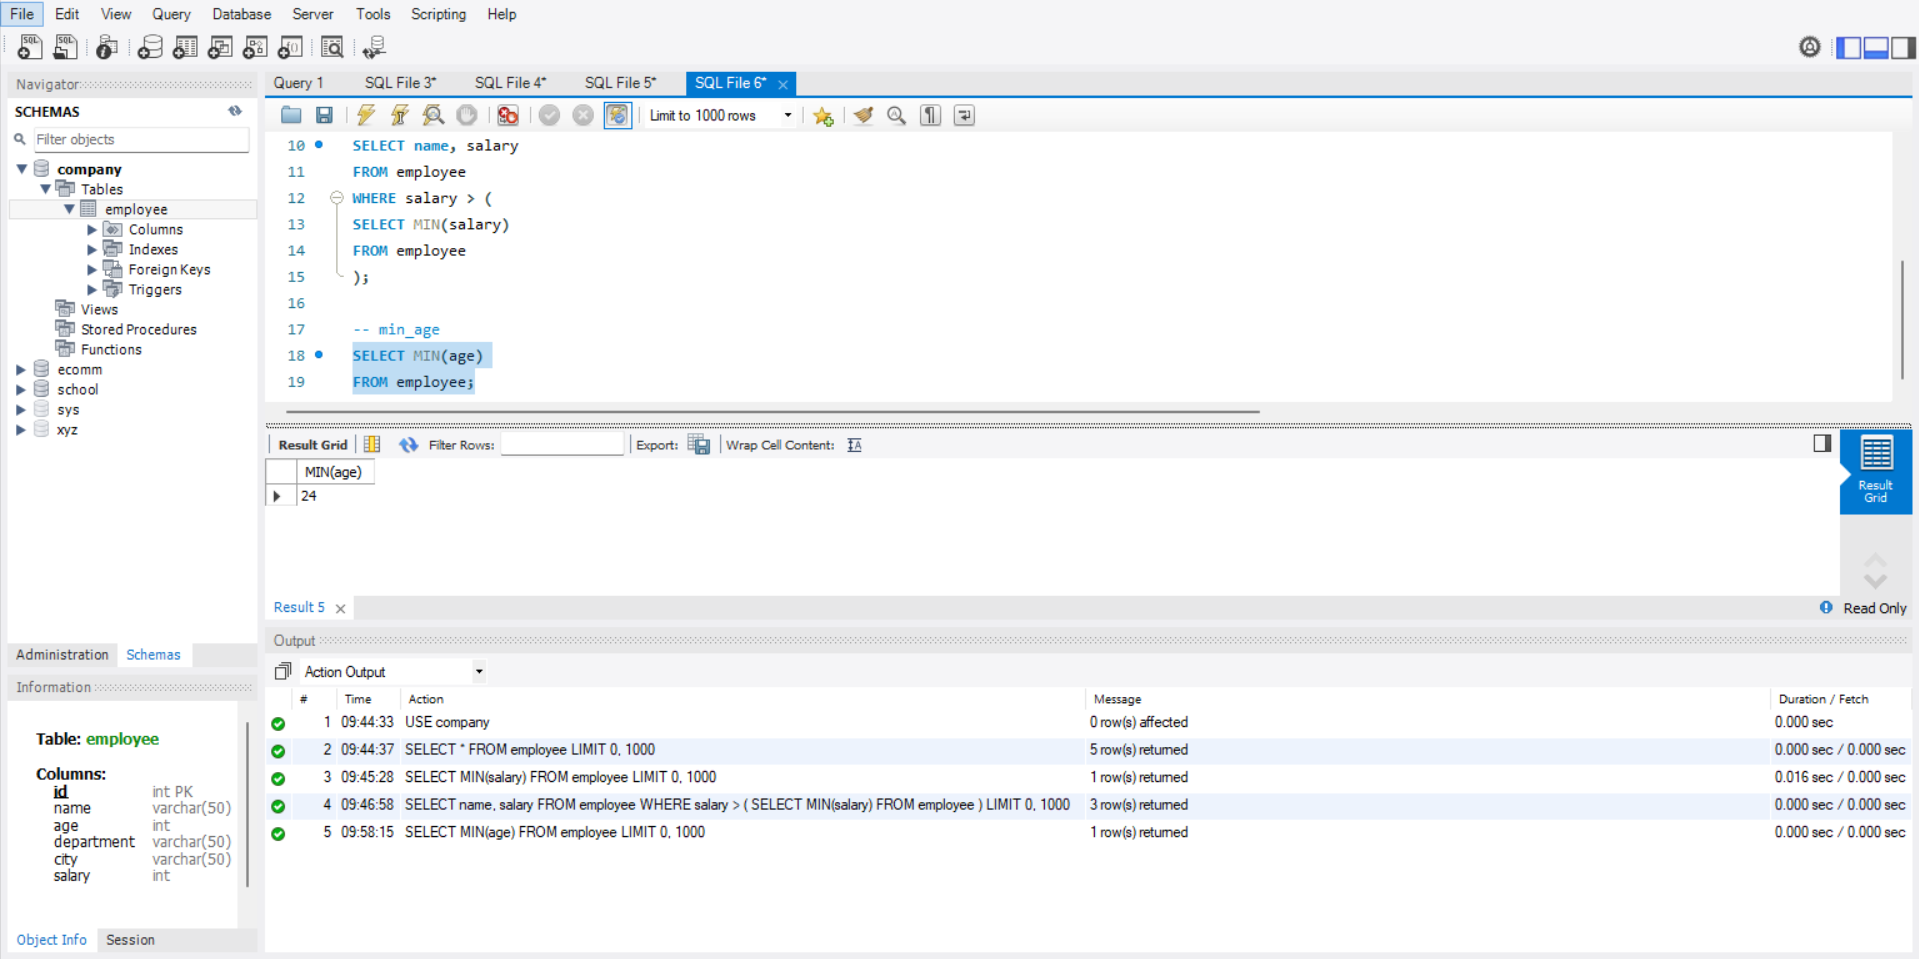 File Edit View Query Database Server Tools Scripting Help
Navigator
SCHEMAS
Filter objects
company
Tables
employee
Columns
Indexes
Foreign Keys
Triggers
Views
Stored Procedures
Functions
ecomm
school
sys
xyz
Administration Schemas
Information
Table: employee
Columns:
id int PK
name varchar(50)
age int
department varchar(50)
city varchar(50)
salary int
Object Info Session
Query 1 SQL File 3* SQL File 4* SQL File 5* SQL File 6*
Limit to 1000 rows
10 SELECT name, salary
11 FROM employee
12 WHERE salary > (
13 SELECT MIN(salary)
14 FROM employee
15 );
16
17 -- min_age
18 SELECT MIN(age)
19 FROM employee;
Result Grid Filter Rows: Export: Wrap Cell Content:
MIN(age)
24
Result Grid
Result 5
Read Only
Output
Action Output
# Time Action Message Duration / Fetch
1 09:44:33 USE company 0 row(s) affected 0.000 sec
2 09:44:37 SELECT * FROM employee LIMIT 0, 1000 5 row(s) returned 0.000 sec / 0.000 sec
3 09:45:28 SELECT MIN(salary) FROM employee LIMIT 0, 1000 1 row(s) returned 0.016 sec / 0.000 sec
4 09:46:58 SELECT name, salary FROM employee WHERE salary > ( SELECT MIN(salary) FROM employee ) LIMIT 0, 1000 3 row(s) returned 0.000 sec / 0.000 sec
5 09:58:15 SELECT MIN(age) FROM employee LIMIT 0, 1000 1 row(s) returned 0.000 sec / 0.000 sec